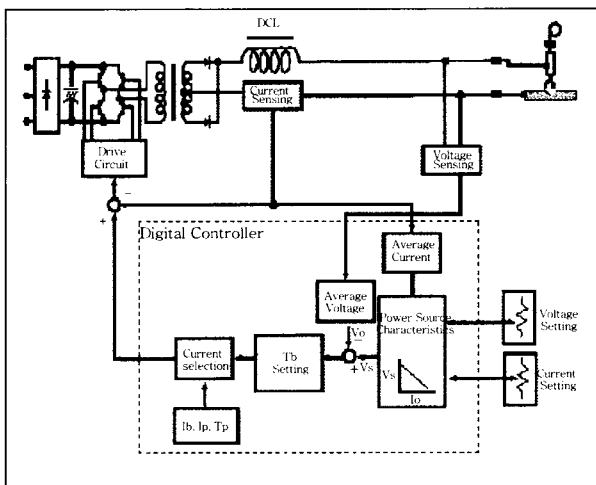 DCL
Current
Sensing
Drive
Circuit
Voltage
Sensing
−
+
Digital Controller
Average
Current
Average
Voltage
Power Source
Characteristics
Voltage
Setting
Vo
−
Current
selection
Tb
Setting
+Vs
Vs
Io
Current
Setting
Ib, Ip, Tp